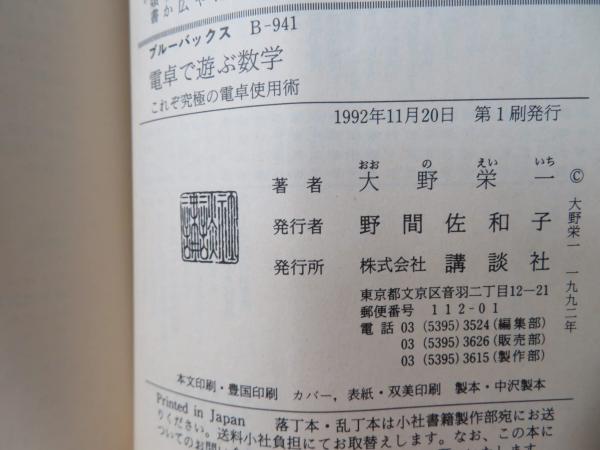 ブルーバックス B-941
電卓で遊ぶ数学
これぞ究極の電卓使用術
1992年11月20日 第1刷発行
おお の えい いち
著者 大野栄一
発行者 野間佐和子
発行所 株式会社 講談社
東京都文京区音羽二丁目12-21
郵便番号 112-01
電話 03 (5395) 3524 (編集部)
03 (5395) 3626 (販売部)
03 (5395) 3615 (製作部)
© 大野栄一 一九九二年
本文印刷・豊国印刷 カバー,表紙・双美印刷 製本・中沢製本
Printed in Japan 落丁本・乱丁本は小社書籍製作部宛にお送
りください。送料小社負担にてお取替えします。なお、この本に
ついてのお問い